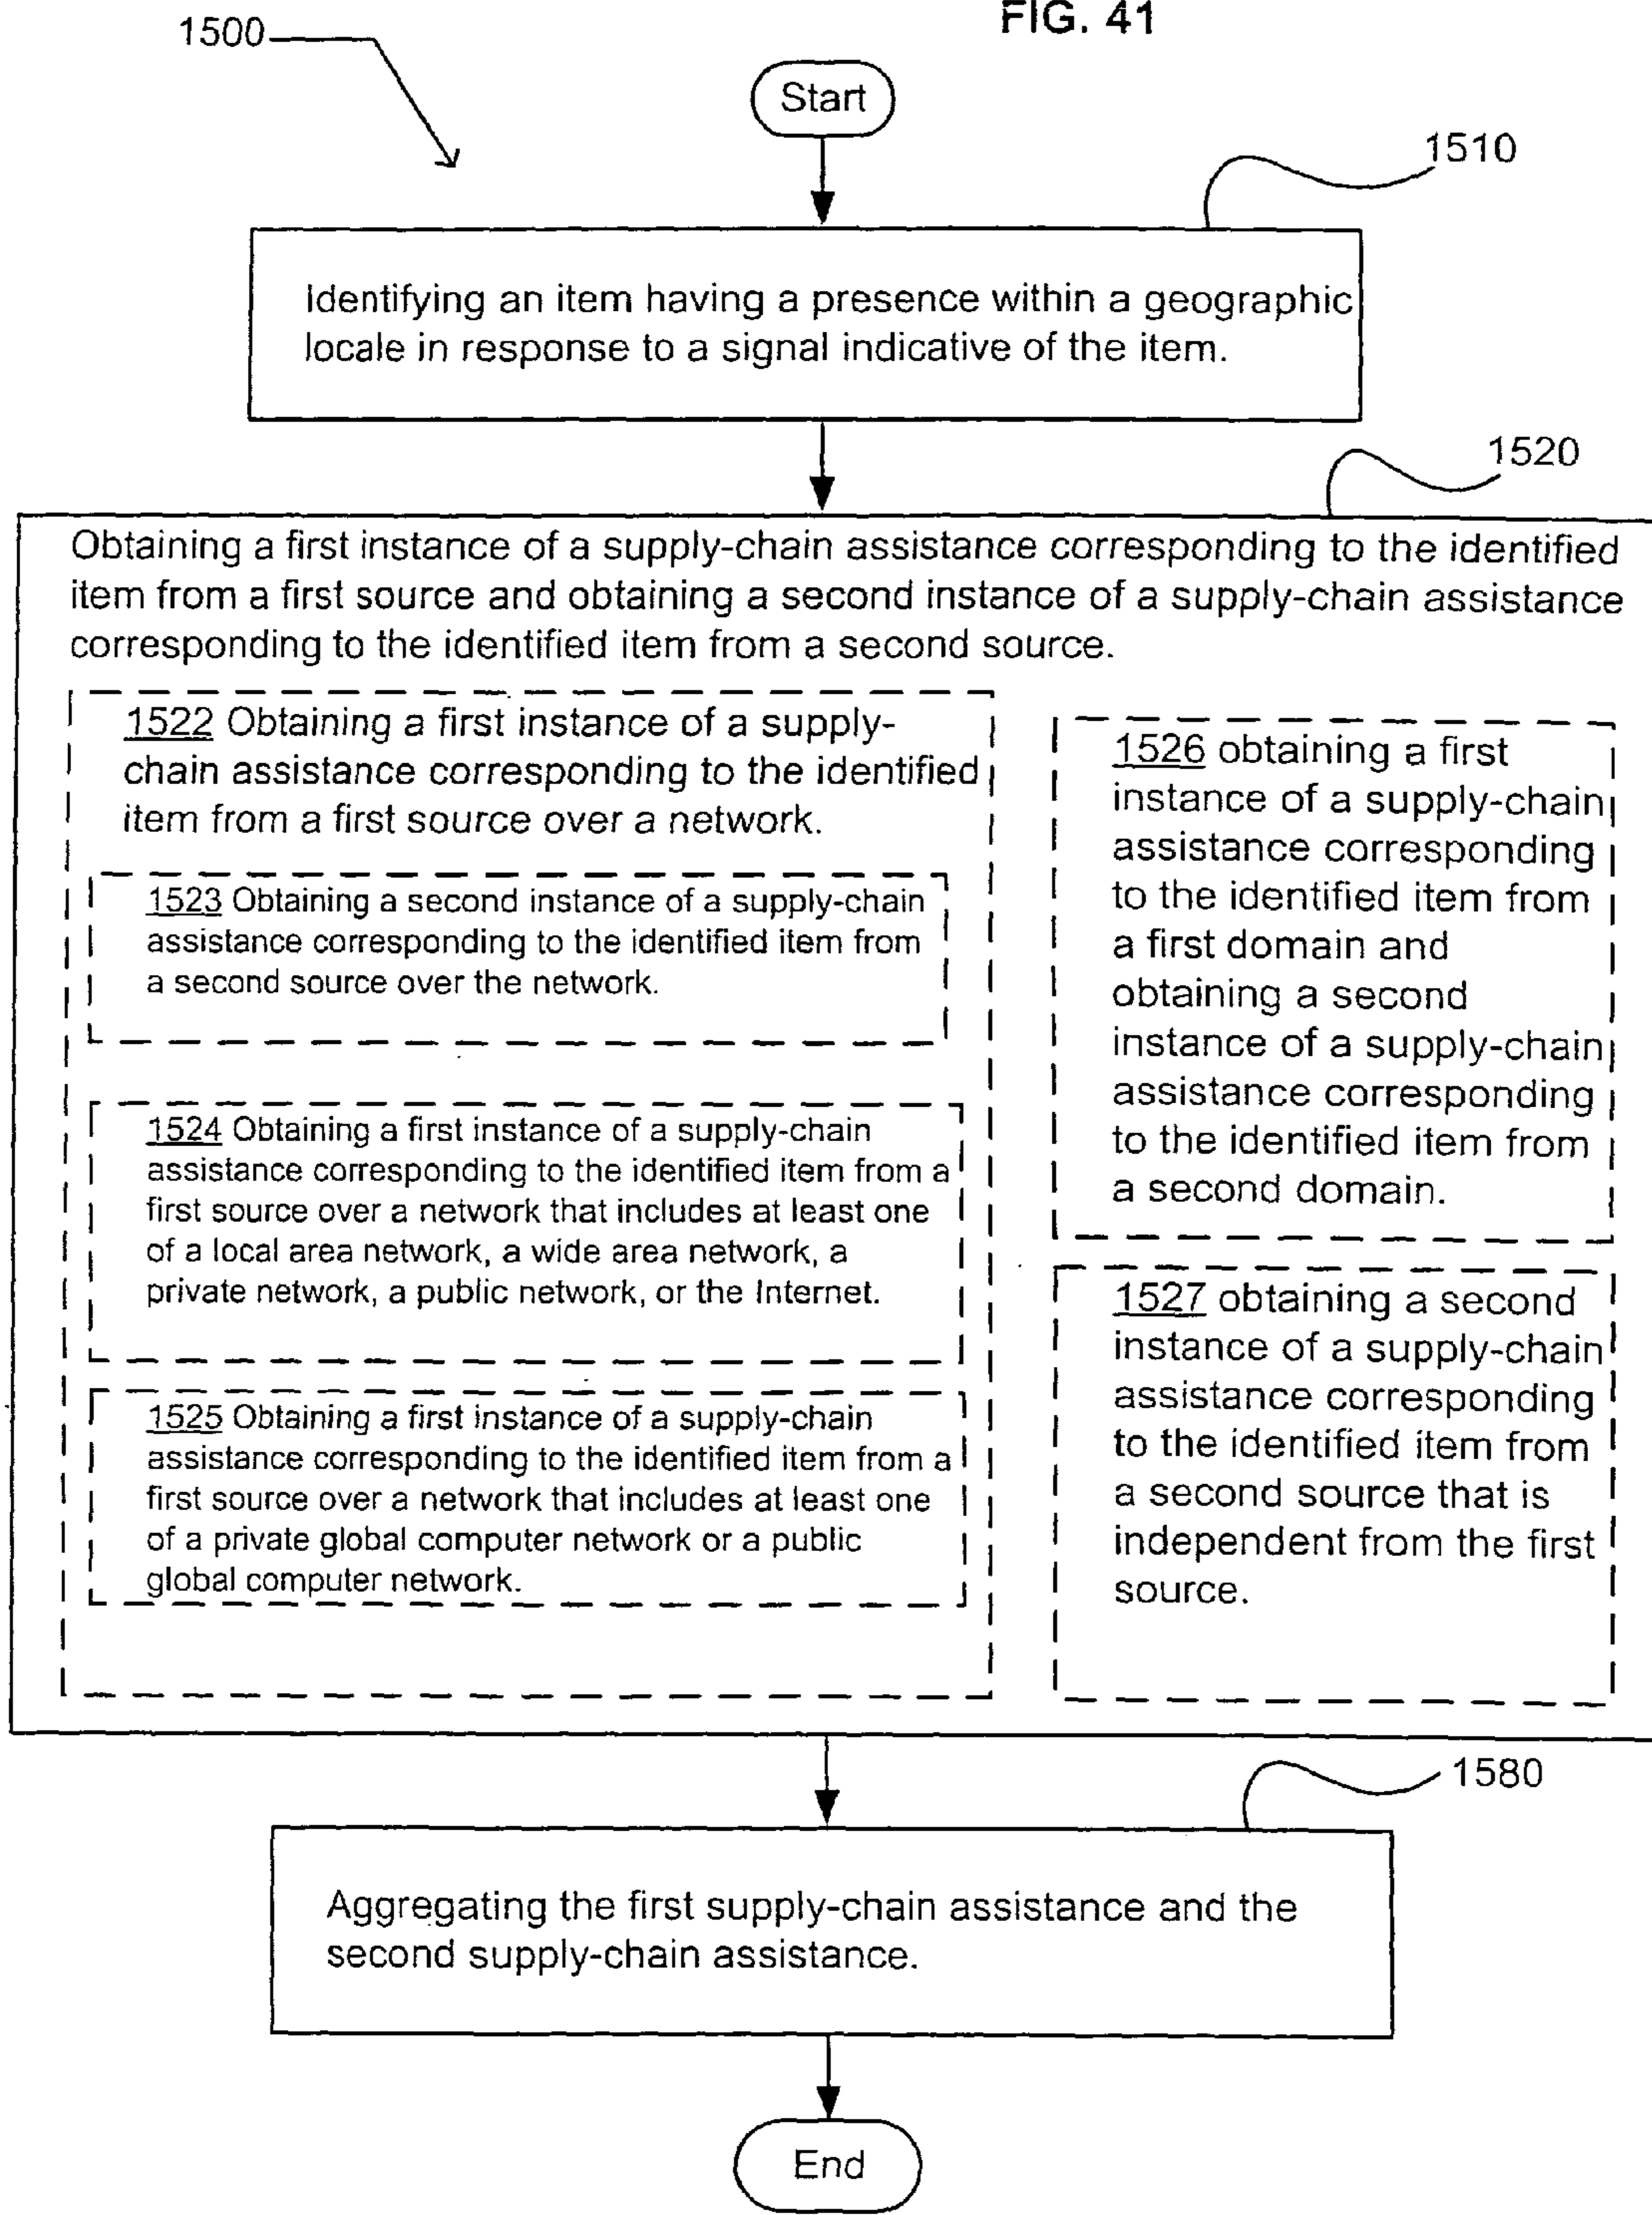 FIG. 41
1500
Start
1510
Identifying an item having a presence within a geographic
locale in response to a signal indicative of the item.
1520
Obtaining a first instance of a supply-chain assistance corresponding to the identified
item from a first source and obtaining a second instance of a supply-chain assistance
corresponding to the identified item from a second source.
1522 Obtaining a first instance of a supply-
chain assistance corresponding to the identified
item from a first source over a network.
1523 Obtaining a second instance of a supply-chain
assistance corresponding to the identified item from
a second source over the network.
1524 Obtaining a first instance of a supply-chain
assistance corresponding to the identified item from a
first source over a network that includes at least one
of a local area network, a wide area network, a
private network, a public network, or the Internet.
1525 Obtaining a first instance of a supply-chain
assistance corresponding to the identified item from a
first source over a network that includes at least one
of a private global computer network or a public
global computer network.
1526 obtaining a first
instance of a supply-chain
assistance corresponding
to the identified item from
a first domain and
obtaining a second
instance of a supply-chain
assistance corresponding
to the identified item from
a second domain.
1527 obtaining a second
instance of a supply-chain
assistance corresponding
to the identified item from
a second source that is
independent from the first
source.
1580
Aggregating the first supply-chain assistance and the
second supply-chain assistance.
End